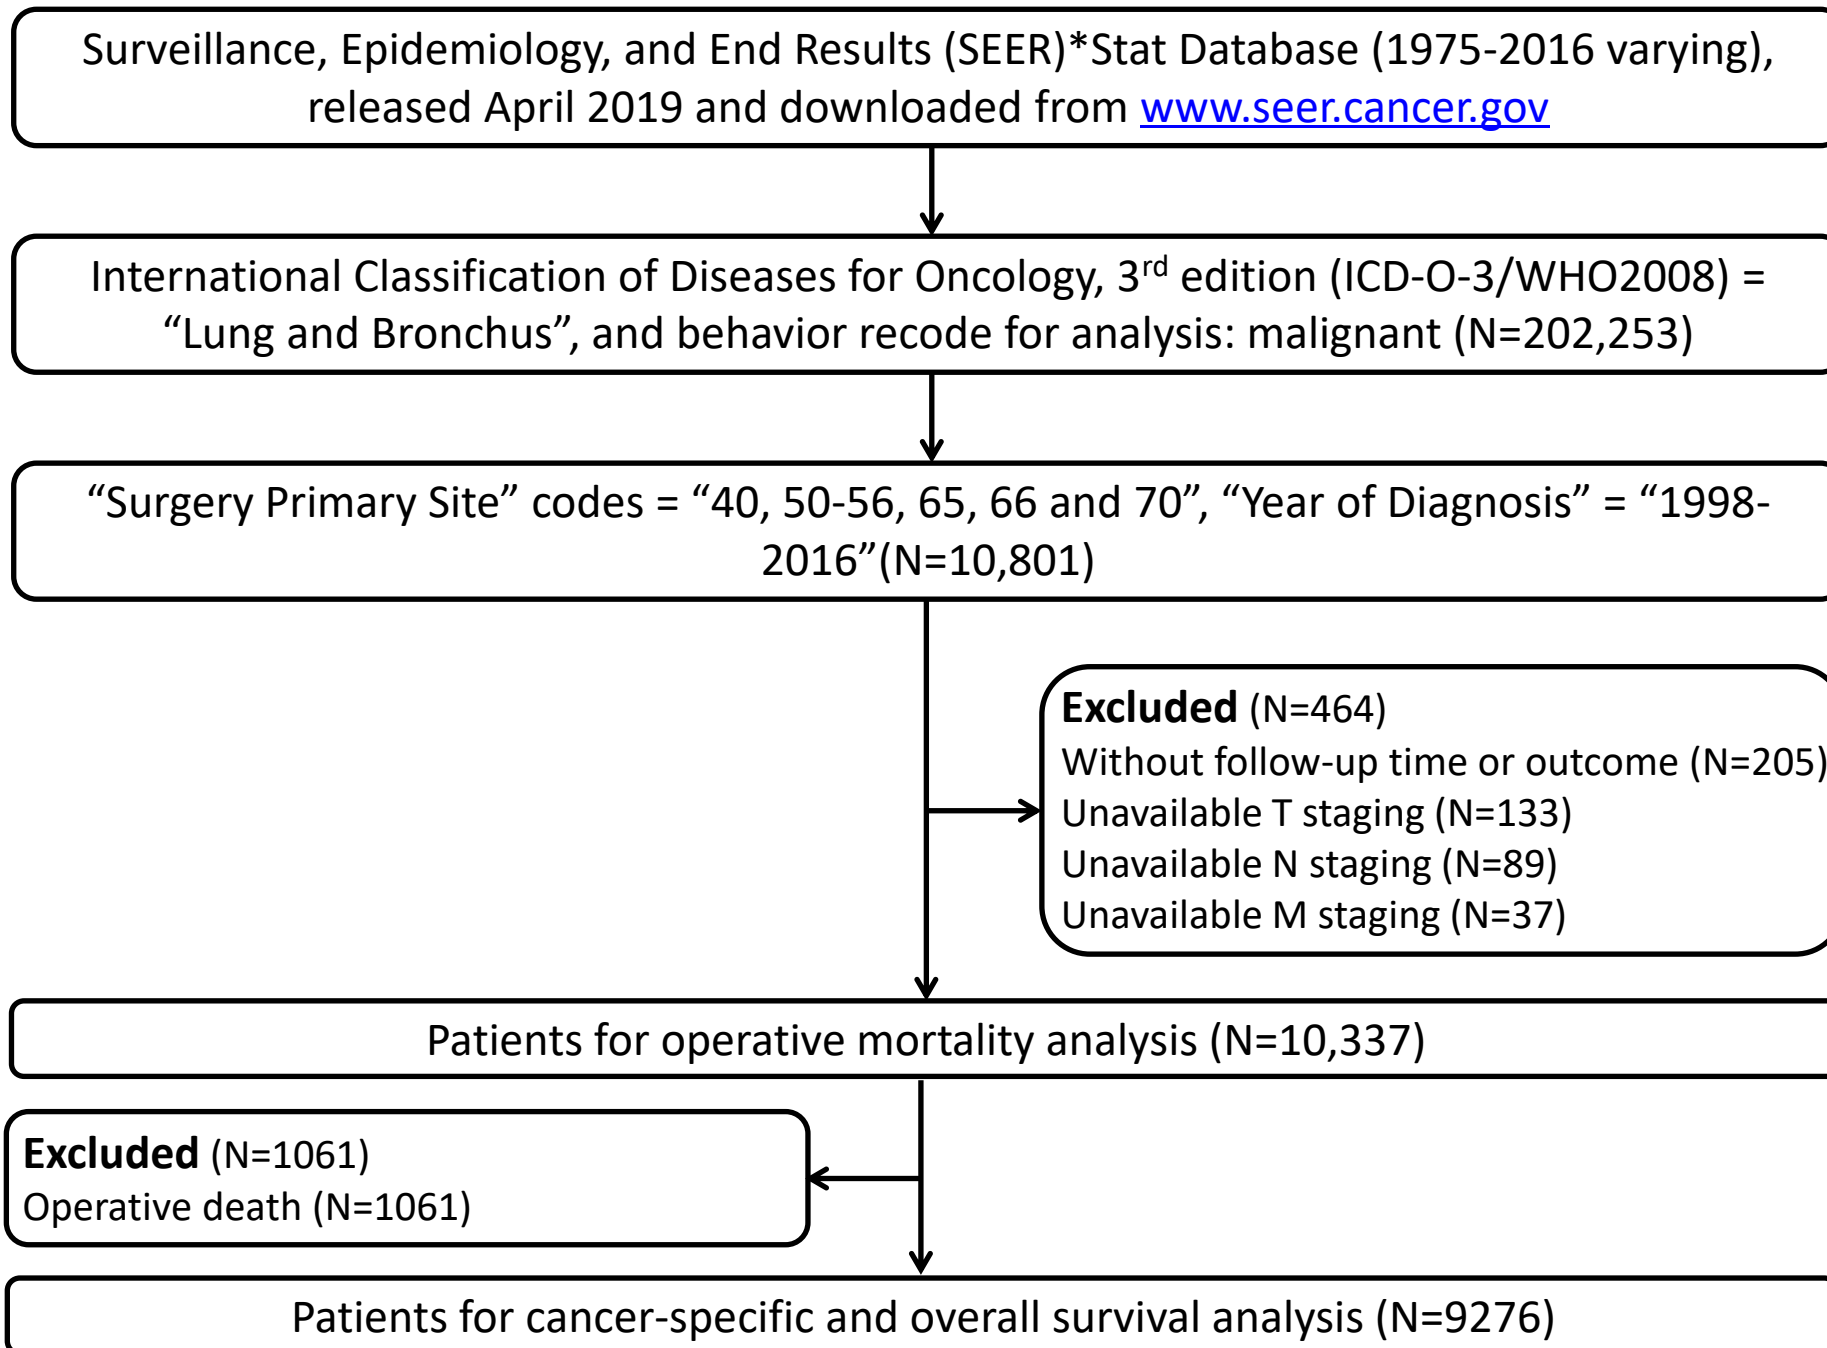 Surveillance, Epidemiology, and End Results (SEER)*Stat Database (1975-2016 varying),
released April 2019 and downloaded from www.seer.cancer.gov
International Classification of Diseases for Oncology, 3rd edition (ICD-O-3/WHO2008) =
“Lung and Bronchus”, and behavior recode for analysis: malignant (N=202,253)
“Surgery Primary Site” codes = “40, 50-56, 65, 66 and 70”, “Year of Diagnosis” = “1998-
2016”(N=10,801)
Excluded (N=464)
Without follow-up time or outcome (N=205)
Unavailable T staging (N=133)
Unavailable N staging (N=89)
Unavailable M staging (N=37)
Patients for operative mortality analysis (N=10,337)
Excluded (N=1061)
Operative death (N=1061)
Patients for cancer-specific and overall survival analysis (N=9276)